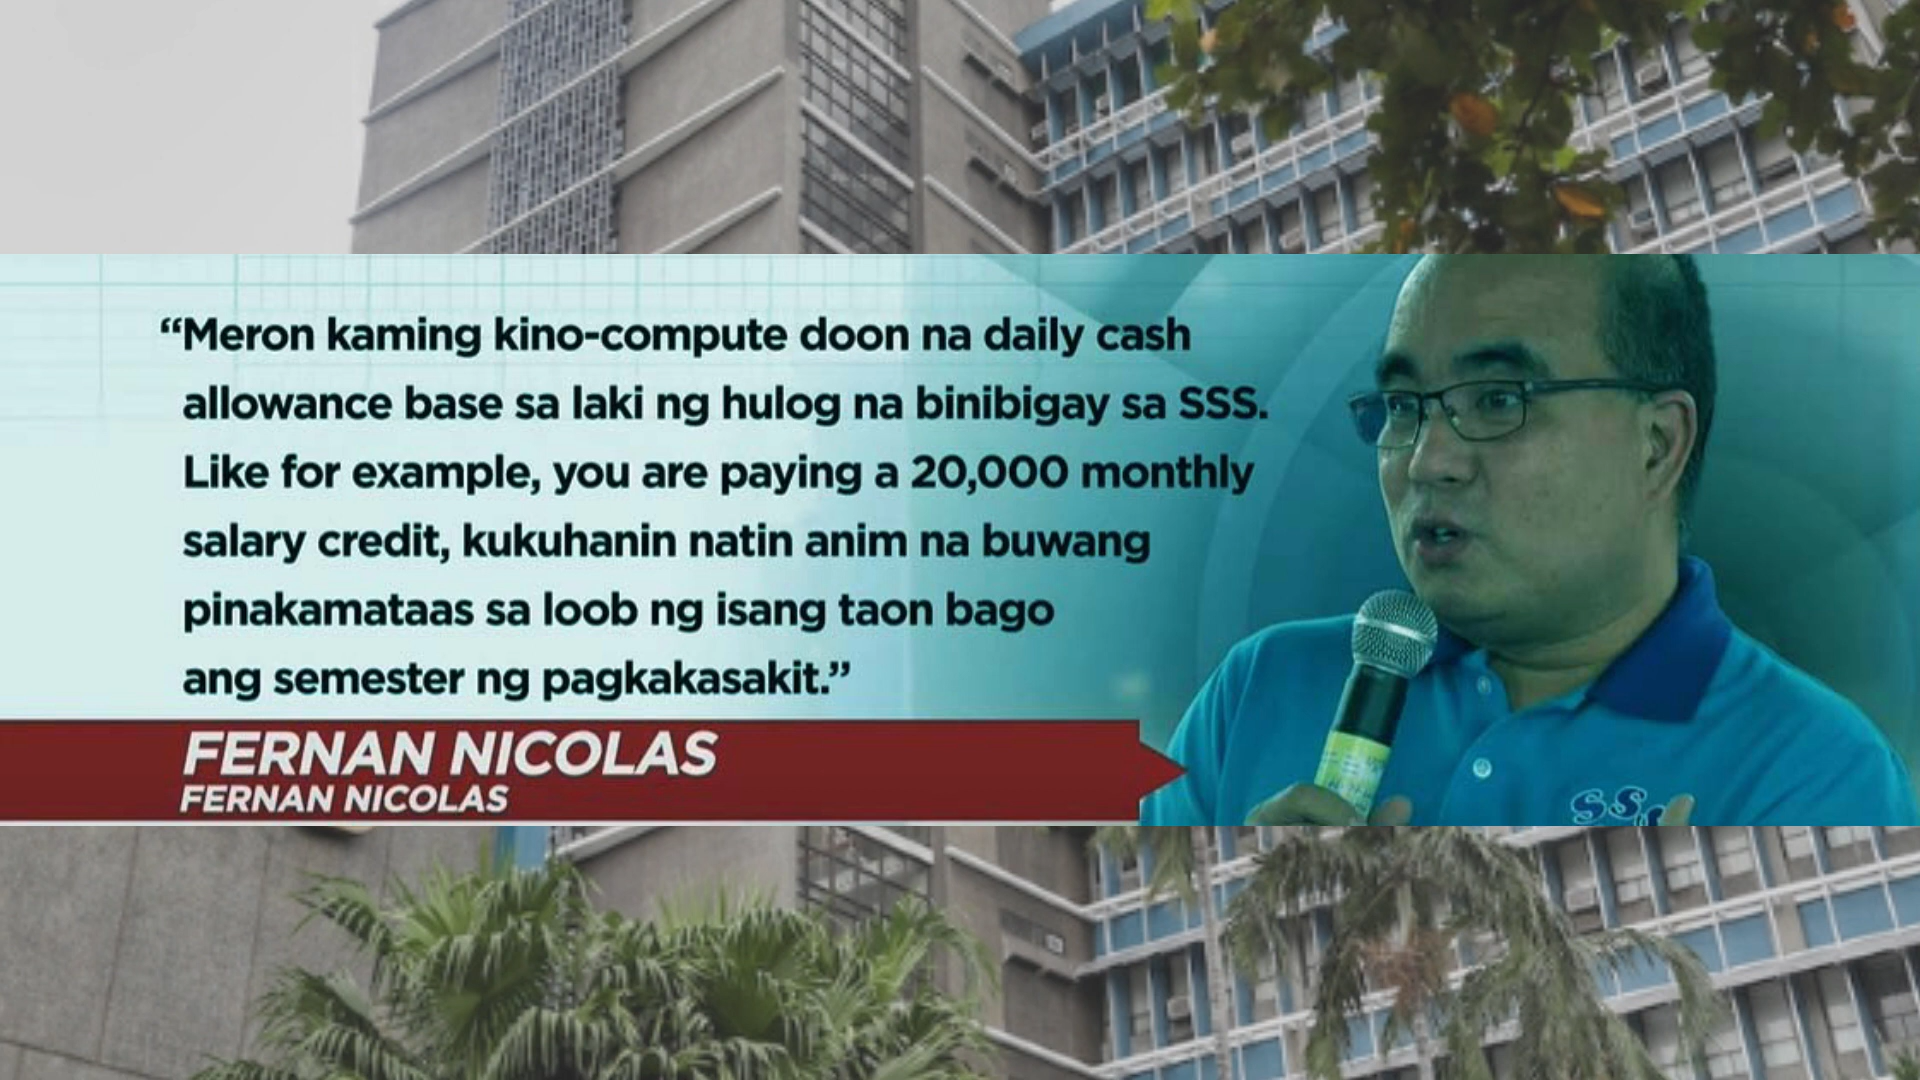 “Meron kaming kino-compute doon na daily cash
allowance base sa laki ng hulog na binibigay sa SSS.
Like for example, you are paying a 20,000 monthly
salary credit, kukuhanin natin anim na buwang
pinakamataas sa loob ng isang taon bago
ang semester ng pagkakasakit.”
FERNAN NICOLAS
FERNAN NICOLAS
SSS